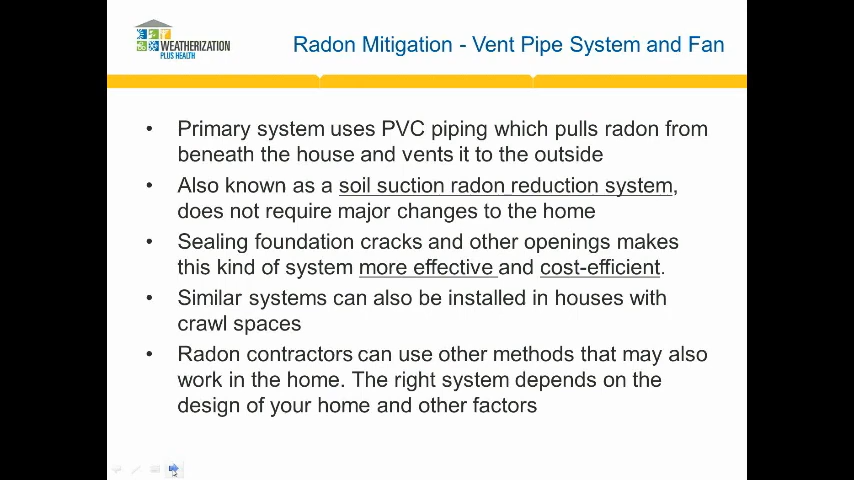 WEATHERIZATION
PLUS HEALTH
Radon Mitigation - Vent Pipe System and Fan
• Primary system uses PVC piping which pulls radon from
beneath the house and vents it to the outside
• Also known as a soil suction radon reduction system,
does not require major changes to the home
• Sealing foundation cracks and other openings makes
this kind of system more effective and cost-efficient.
• Similar systems can also be installed in houses with
crawl spaces
• Radon contractors can use other methods that may also
work in the home. The right system depends on the
design of your home and other factors